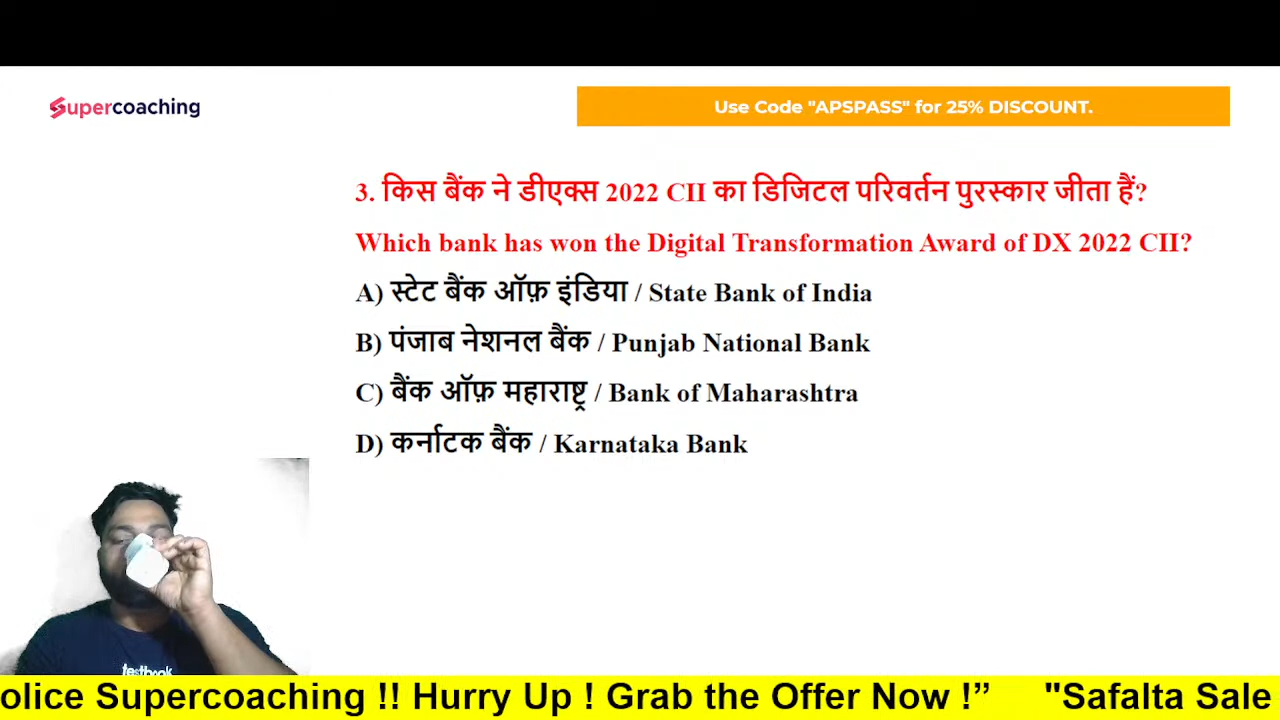 Supercoaching
Use Code "APSPASS" for 25% DISCOUNT.
3. किस बैंक ने डीएक्स 2022 CII का डिजिटल परिवर्तन पुरस्कार जीता हैं?
Which bank has won the Digital Transformation Award of DX 2022 CII?
A) स्टेट बैंक ऑफ़ इंडिया / State Bank of India
B) पंजाब नेशनल बैंक / Punjab National Bank
C) बैंक ऑफ़ महाराष्ट्र / Bank of Maharashtra
D) कर्नाटक बैंक / Karnataka Bank
testbook
olice Supercoaching !! Hurry Up ! Grab the Offer Now !” "Safalta Sale